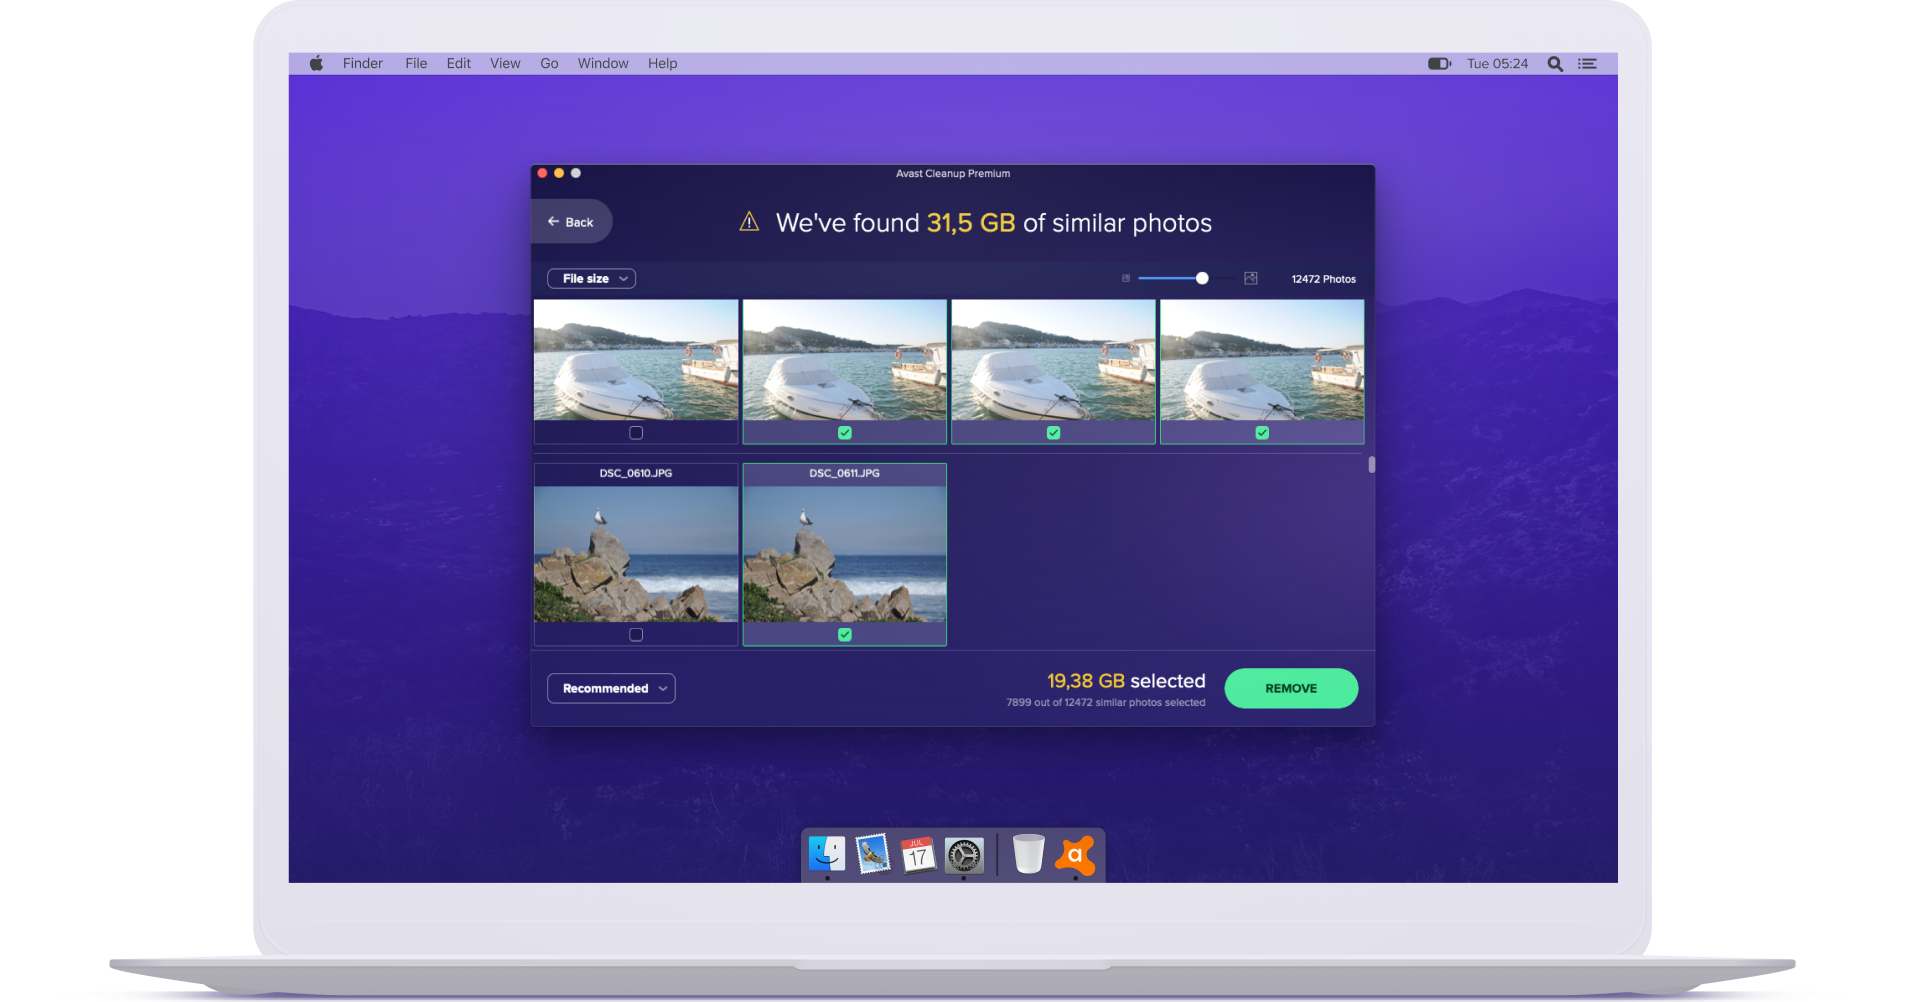 Finder File Edit View Go Window Help Tue 05:24
Avast Cleanup Premium
Back
We've found 31,5 GB of similar photos
File size 12472 Photos
DSC_0610.JPG DSC_0611.JPG
Recommended
19,38 GB selected
7899 out of 12472 similar photos selected
REMOVE
JUL
17
a